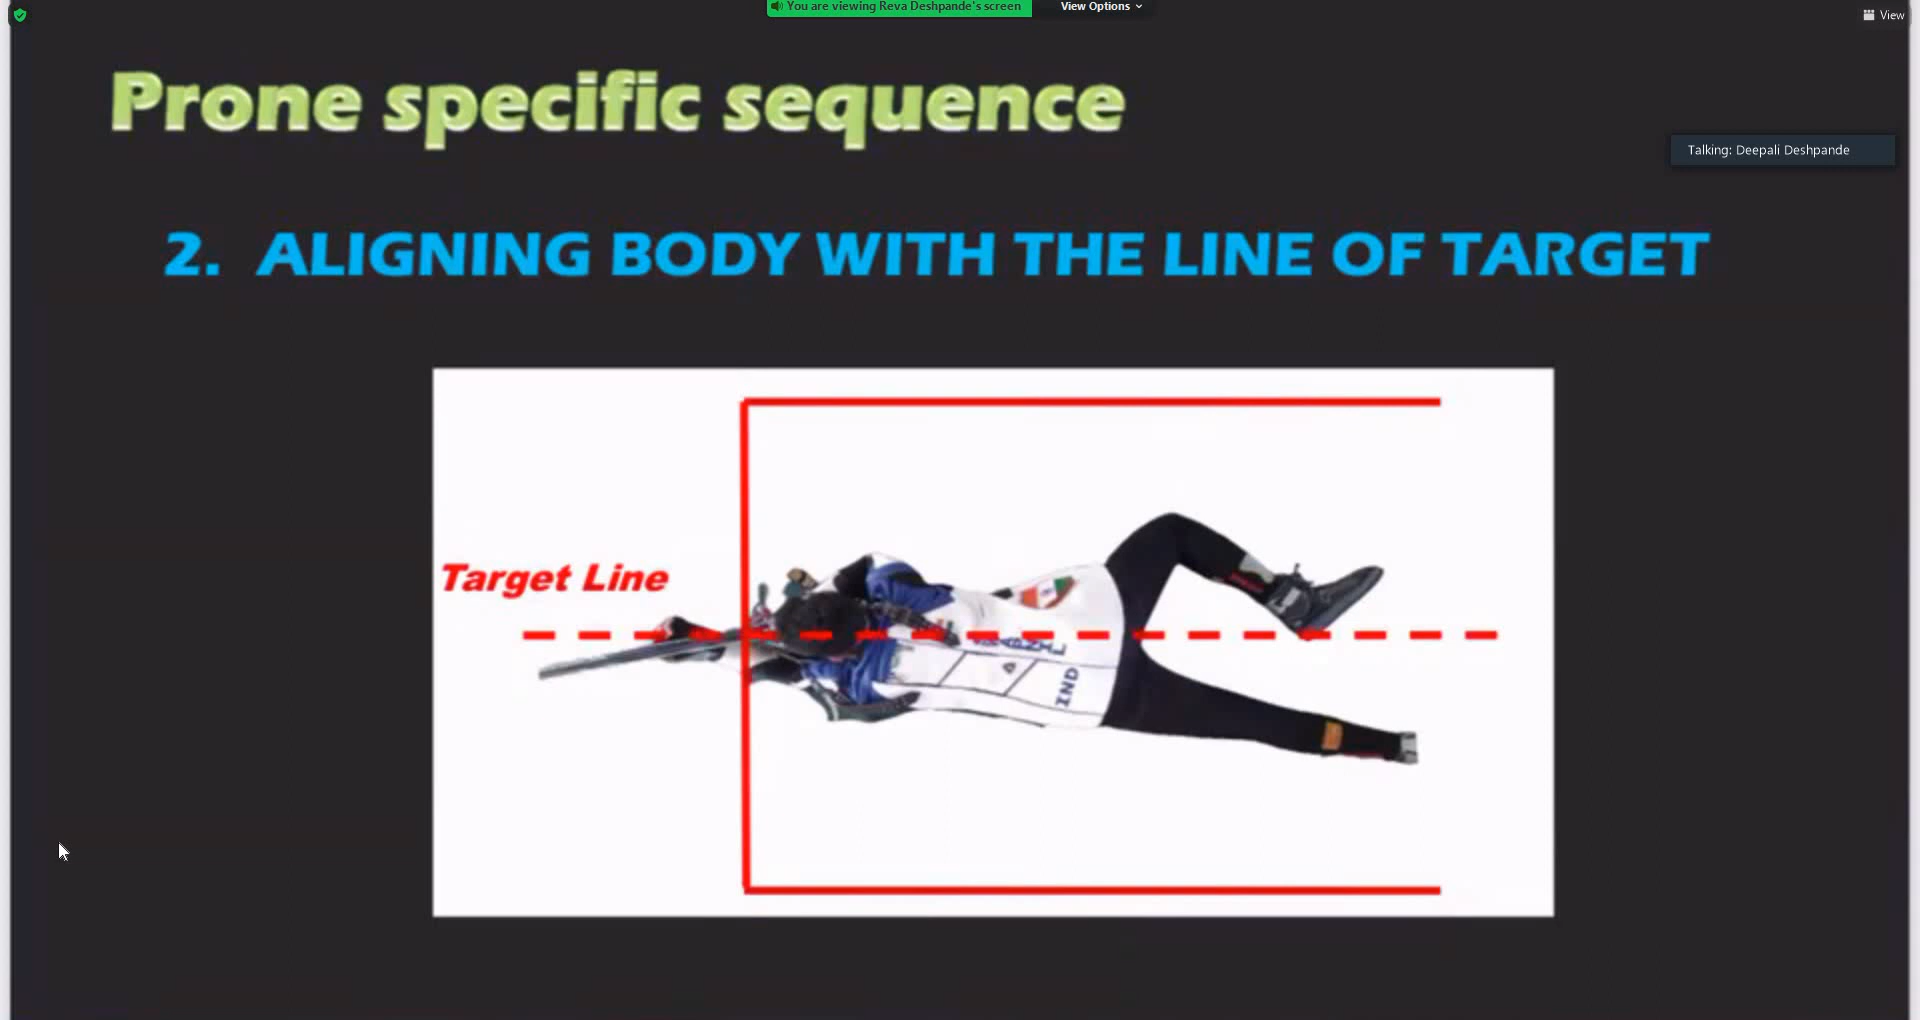 You are viewing Reva Deshpande's screen
View Options
View
Prone specific sequence
Talking: Deepali Deshpande
2. ALIGNING BODY WITH THE LINE OF TARGET
Target Line
IND